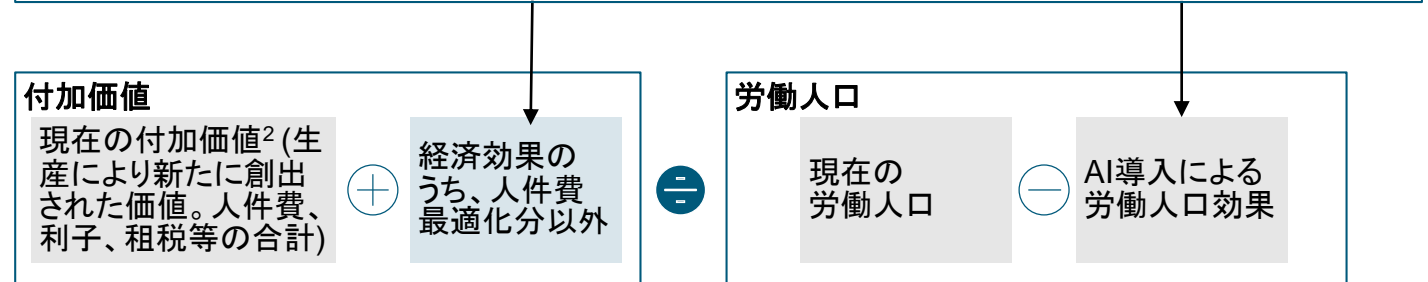 付加価値
現在の付加価値2 (生
産により新たに創出
された価値。人件費、
利子、租税等の合計)
経済効果の
うち、人件費
最適化分以外
労働人口
現在の
労働人口
AI導入による
労働人口効果